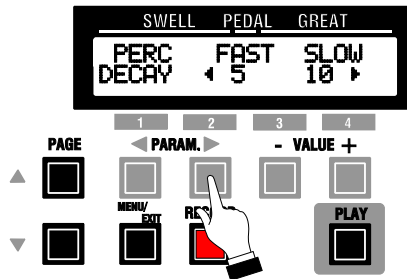 SWELL PEDAL GREAT
PERC FAST SLOW
DECAY 5 10
1 2 3 4
PAGE PARAM. - VALUE +
MENU/
EXIT
PLAY